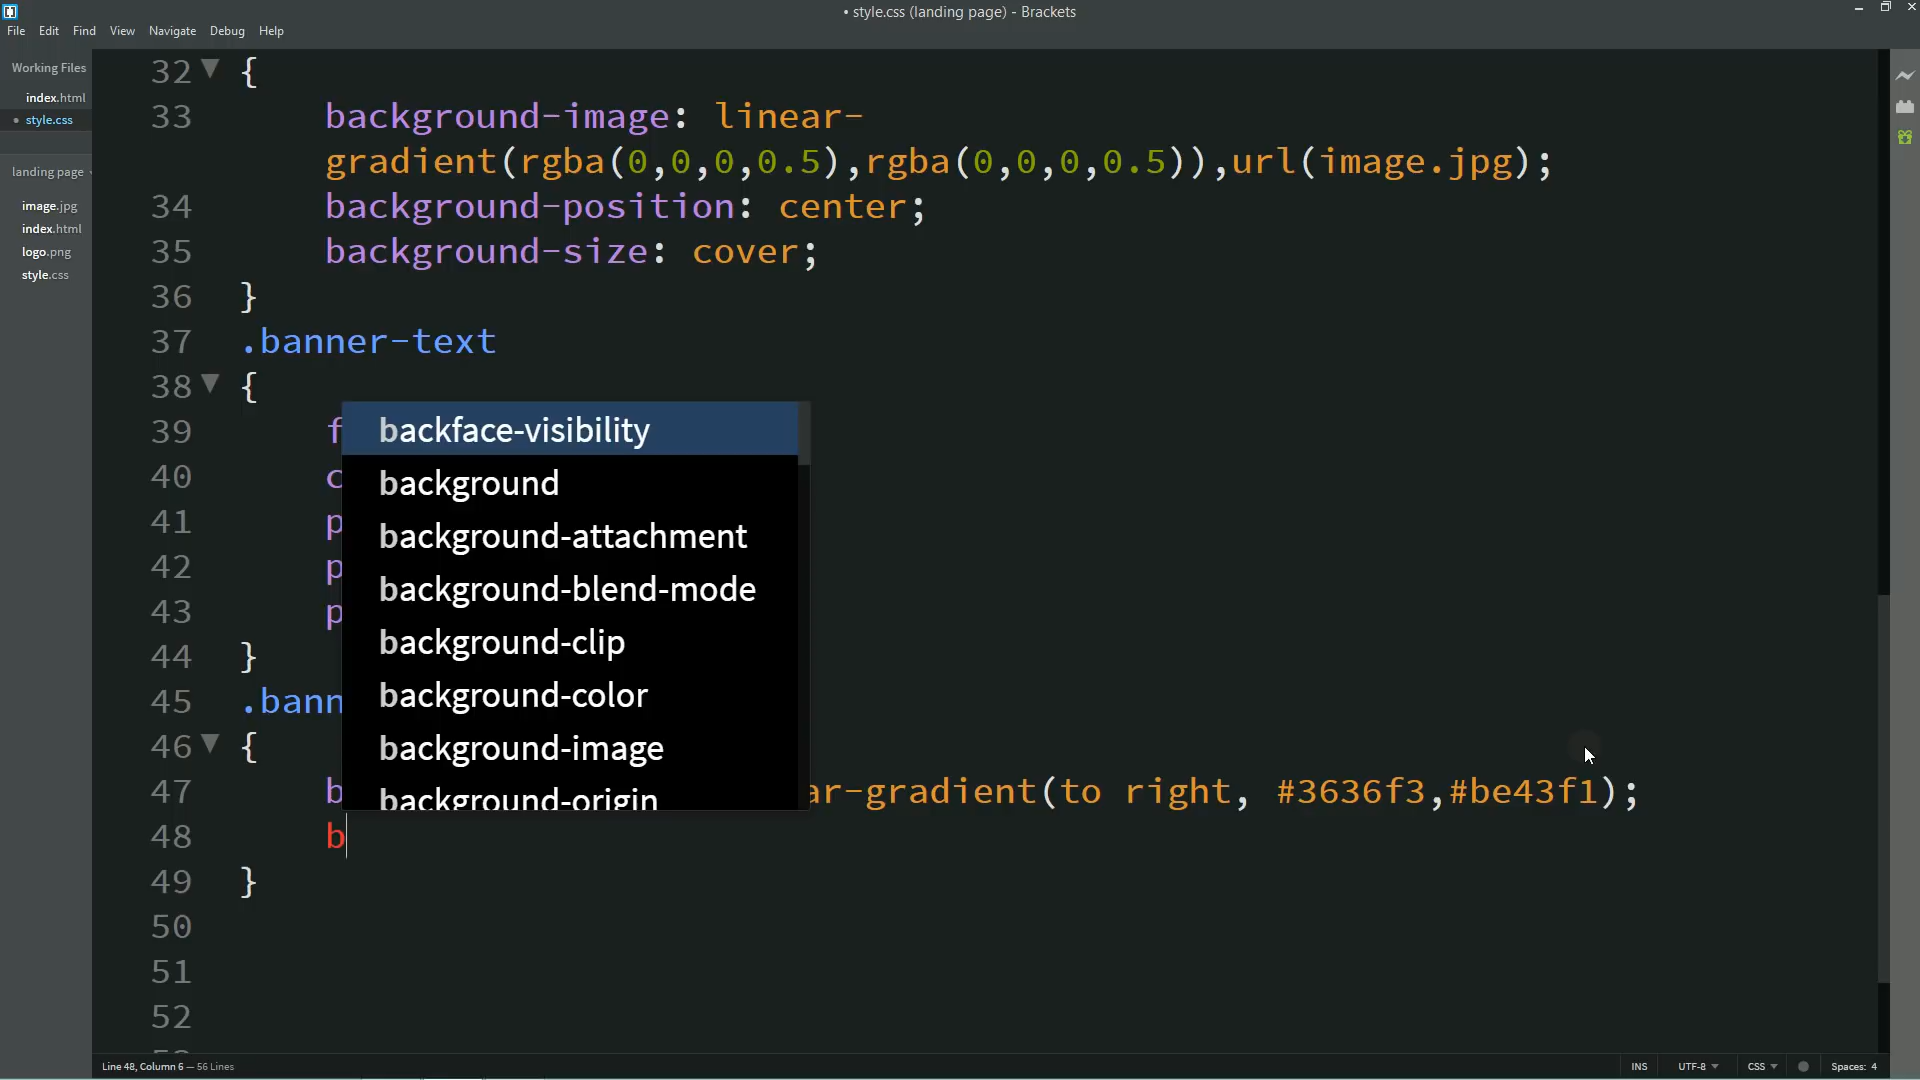 • style.css (landing page) - Brackets
File Edit Find View Navigate Debug Help
Working Files
index.html
• style.css
landing page
image.jpg
index.html
logo.png
style.css
32 {
33 background-image: linear-
gradient(rgba(0,0,0,0.5),rgba(0,0,0,0.5)),url(image.jpg);
34 background-position: center;
35 background-size: cover;
36 }
37 .banner-text
38 {
39 f
40 c
41 p
42 p
43 p
44 }
45 .bann
46 {
47 b ar-gradient(to right, #3636f3,#be43f1);
48 b
49 }
50
51
52
backface-visibility
background
background-attachment
background-blend-mode
background-clip
background-color
background-image
background-origin
Line 48, Column 6 — 56 Lines
INS UTF-8 CSS Spaces: 4